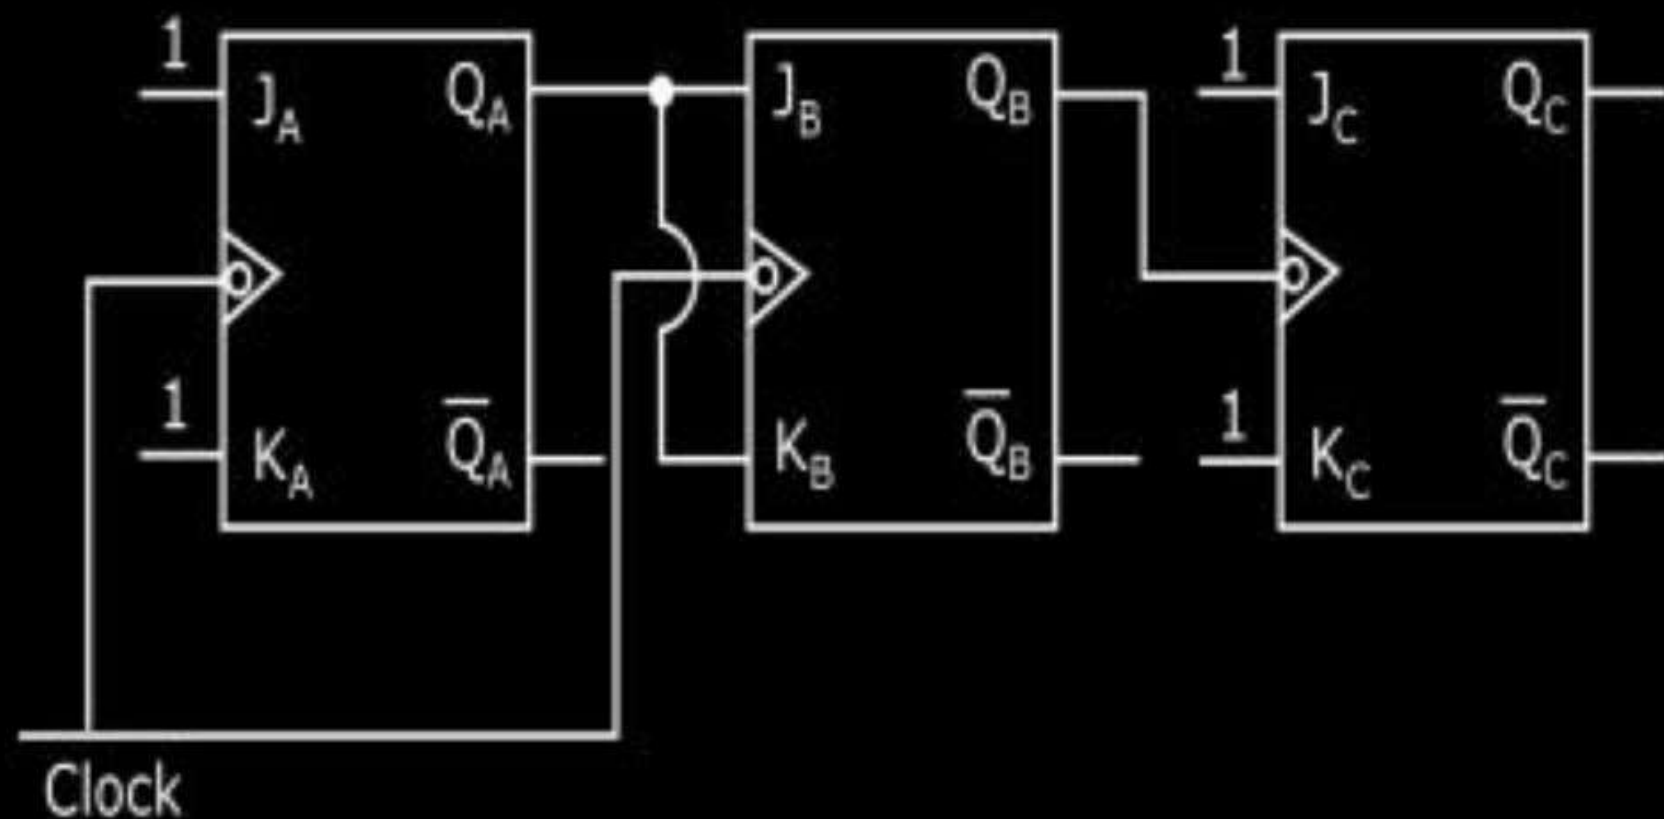 1
J_A Q_A
1
K_A Q̅_A
J_B Q_B
K_B Q̅_B
1
J_C Q_C
1
K_C Q̅_C
Clock